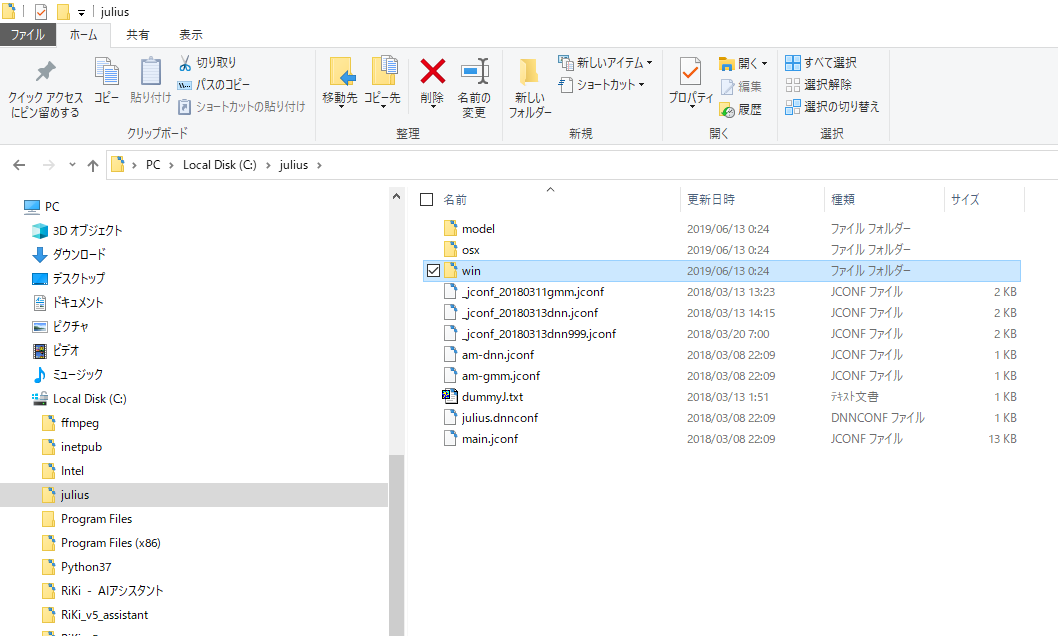 julius
ファイル ホーム 共有 表示
クイック アクセス
にピン留めする
コピー
貼り付け
切り取り
パスのコピー
ショートカットの貼り付け
クリップボード
移動先
コピー先
削除
名前の
変更
整理
新しい
フォルダー
新しいアイテム
ショートカット
新規
プロパティ
開く
編集
履歴
開く
すべて選択
選択解除
選択の切り替え
選択
PC > Local Disk (C:) > julius >
PC
3D オブジェクト
ダウンロード
デスクトップ
ドキュメント
ピクチャ
ビデオ
ミュージック
Local Disk (C:)
ffmpeg
inetpub
Intel
julius
Program Files
Program Files (x86)
Python37
RiKi - AIアシスタント
RiKi_v5_assistant
名前 更新日時 種類 サイズ
model 2019/06/13 0:24 ファイル フォルダー
osx 2019/06/13 0:24 ファイル フォルダー
win 2019/06/13 0:24 ファイル フォルダー
_jconf_20180311gmm.jconf 2018/03/13 13:23 JCONF ファイル 2 KB
_jconf_20180313dnn.jconf 2018/03/13 14:15 JCONF ファイル 2 KB
_jconf_20180313dnn999.jconf 2018/03/20 7:00 JCONF ファイル 2 KB
am-dnn.jconf 2018/03/08 22:09 JCONF ファイル 1 KB
am-gmm.jconf 2018/03/08 22:09 JCONF ファイル 1 KB
dummyJ.txt 2018/03/13 1:51 テキスト文書 1 KB
julius.dnnconf 2018/03/08 22:09 DNNCONF ファイル 1 KB
main.jconf 2018/03/08 22:09 JCONF ファイル 13 KB